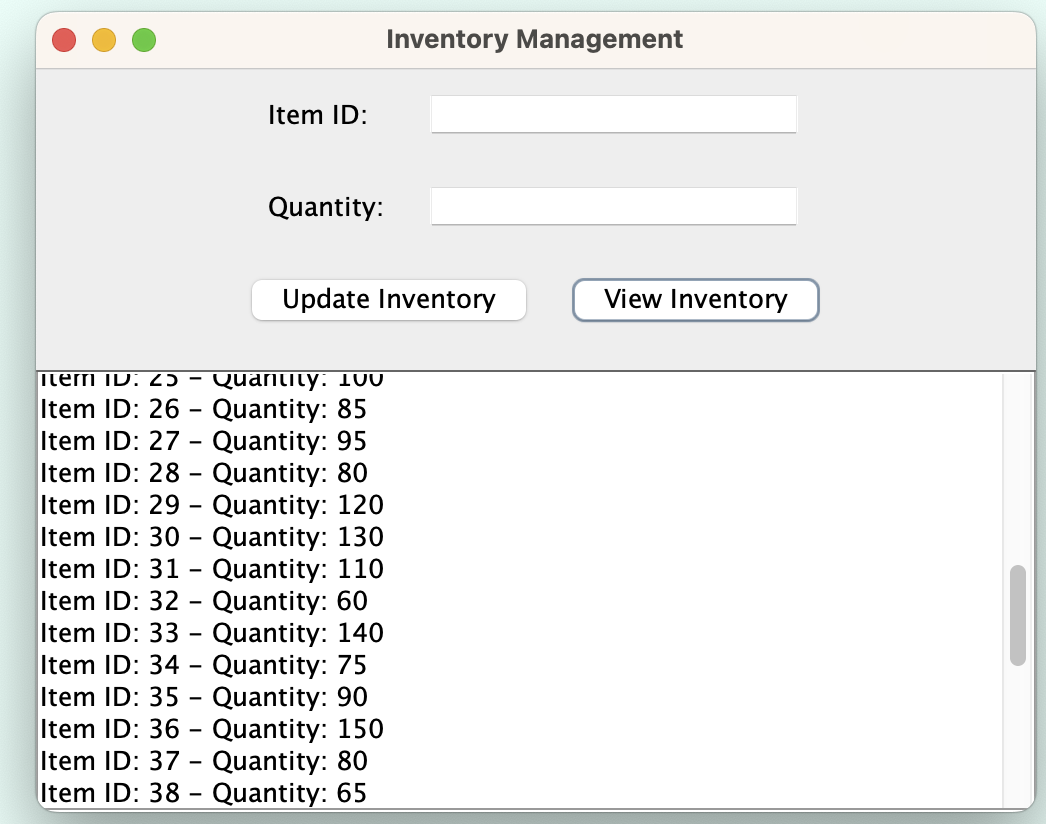 Inventory Management
Item ID:
Quantity:
Update Inventory View Inventory
Item ID: 25 – Quantity: 100
Item ID: 26 – Quantity: 85
Item ID: 27 – Quantity: 95
Item ID: 28 – Quantity: 80
Item ID: 29 – Quantity: 120
Item ID: 30 – Quantity: 130
Item ID: 31 – Quantity: 110
Item ID: 32 – Quantity: 60
Item ID: 33 – Quantity: 140
Item ID: 34 – Quantity: 75
Item ID: 35 – Quantity: 90
Item ID: 36 – Quantity: 150
Item ID: 37 – Quantity: 80
Item ID: 38 – Quantity: 65